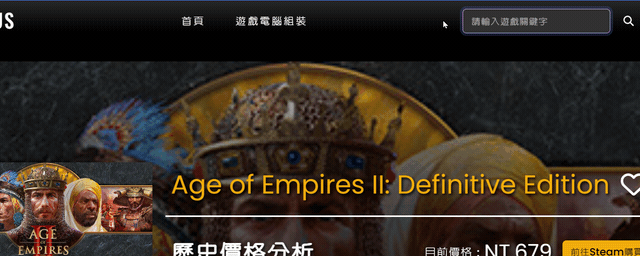 US
首頁
遊戲電腦組裝
請輸入遊戲關鍵字
Age of Empires II: Definitive Edition
AGE
OF
EMPIRES
歷史價格分析
目前價格：NT 679
前往Steam購買